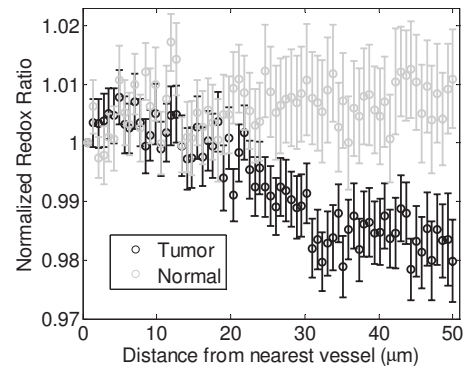 1.02
1.01
1
0.99
0.98
0.97
Normalized Redox Ratio
Tumor
Normal
0 10 20 30 40 50
Distance from nearest vessel (μm)